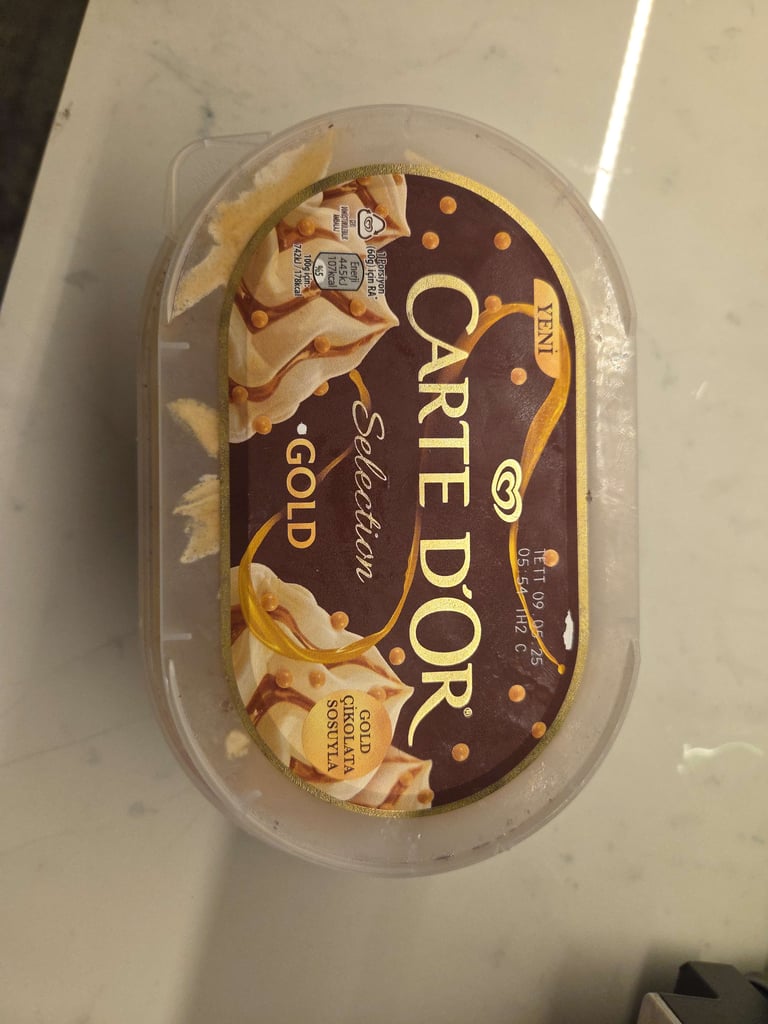 YENİ
CARTE D'OR®
Selection
GOLD
GOLD
ÇİKOLATA
SOSUYLA
1 Porsiyon
(60g) için RA*
Enerji
445kJ
107kcal
%5
100g için:
742kJ / 178kcal
TETT 09.05.25
05:54 1H2 C